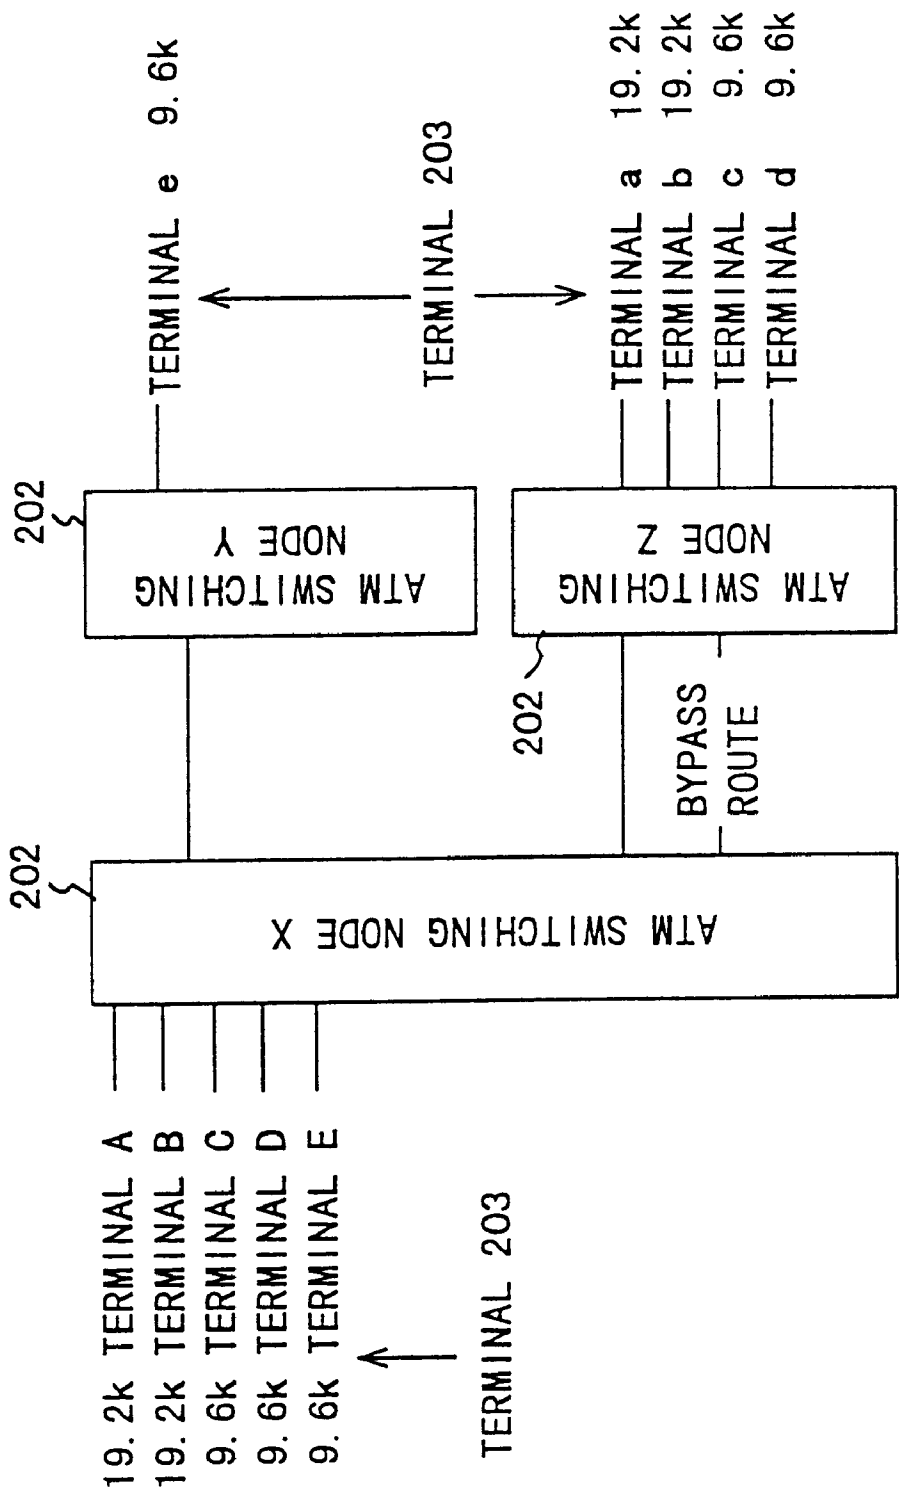 19.2k TERMINAL A
19.2k TERMINAL B
9.6k TERMINAL C
9.6k TERMINAL D
9.6k TERMINAL E
TERMINAL 203
202
ATM SWITCHING NODE X
202
ATM SWITCHING
NODE Y
TERMINAL e 9.6k
TERMINAL 203
BYPASS
ROUTE
202
ATM SWITCHING
NODE Z
TERMINAL a 19.2k
TERMINAL b 19.2k
TERMINAL c 9.6k
TERMINAL d 9.6k